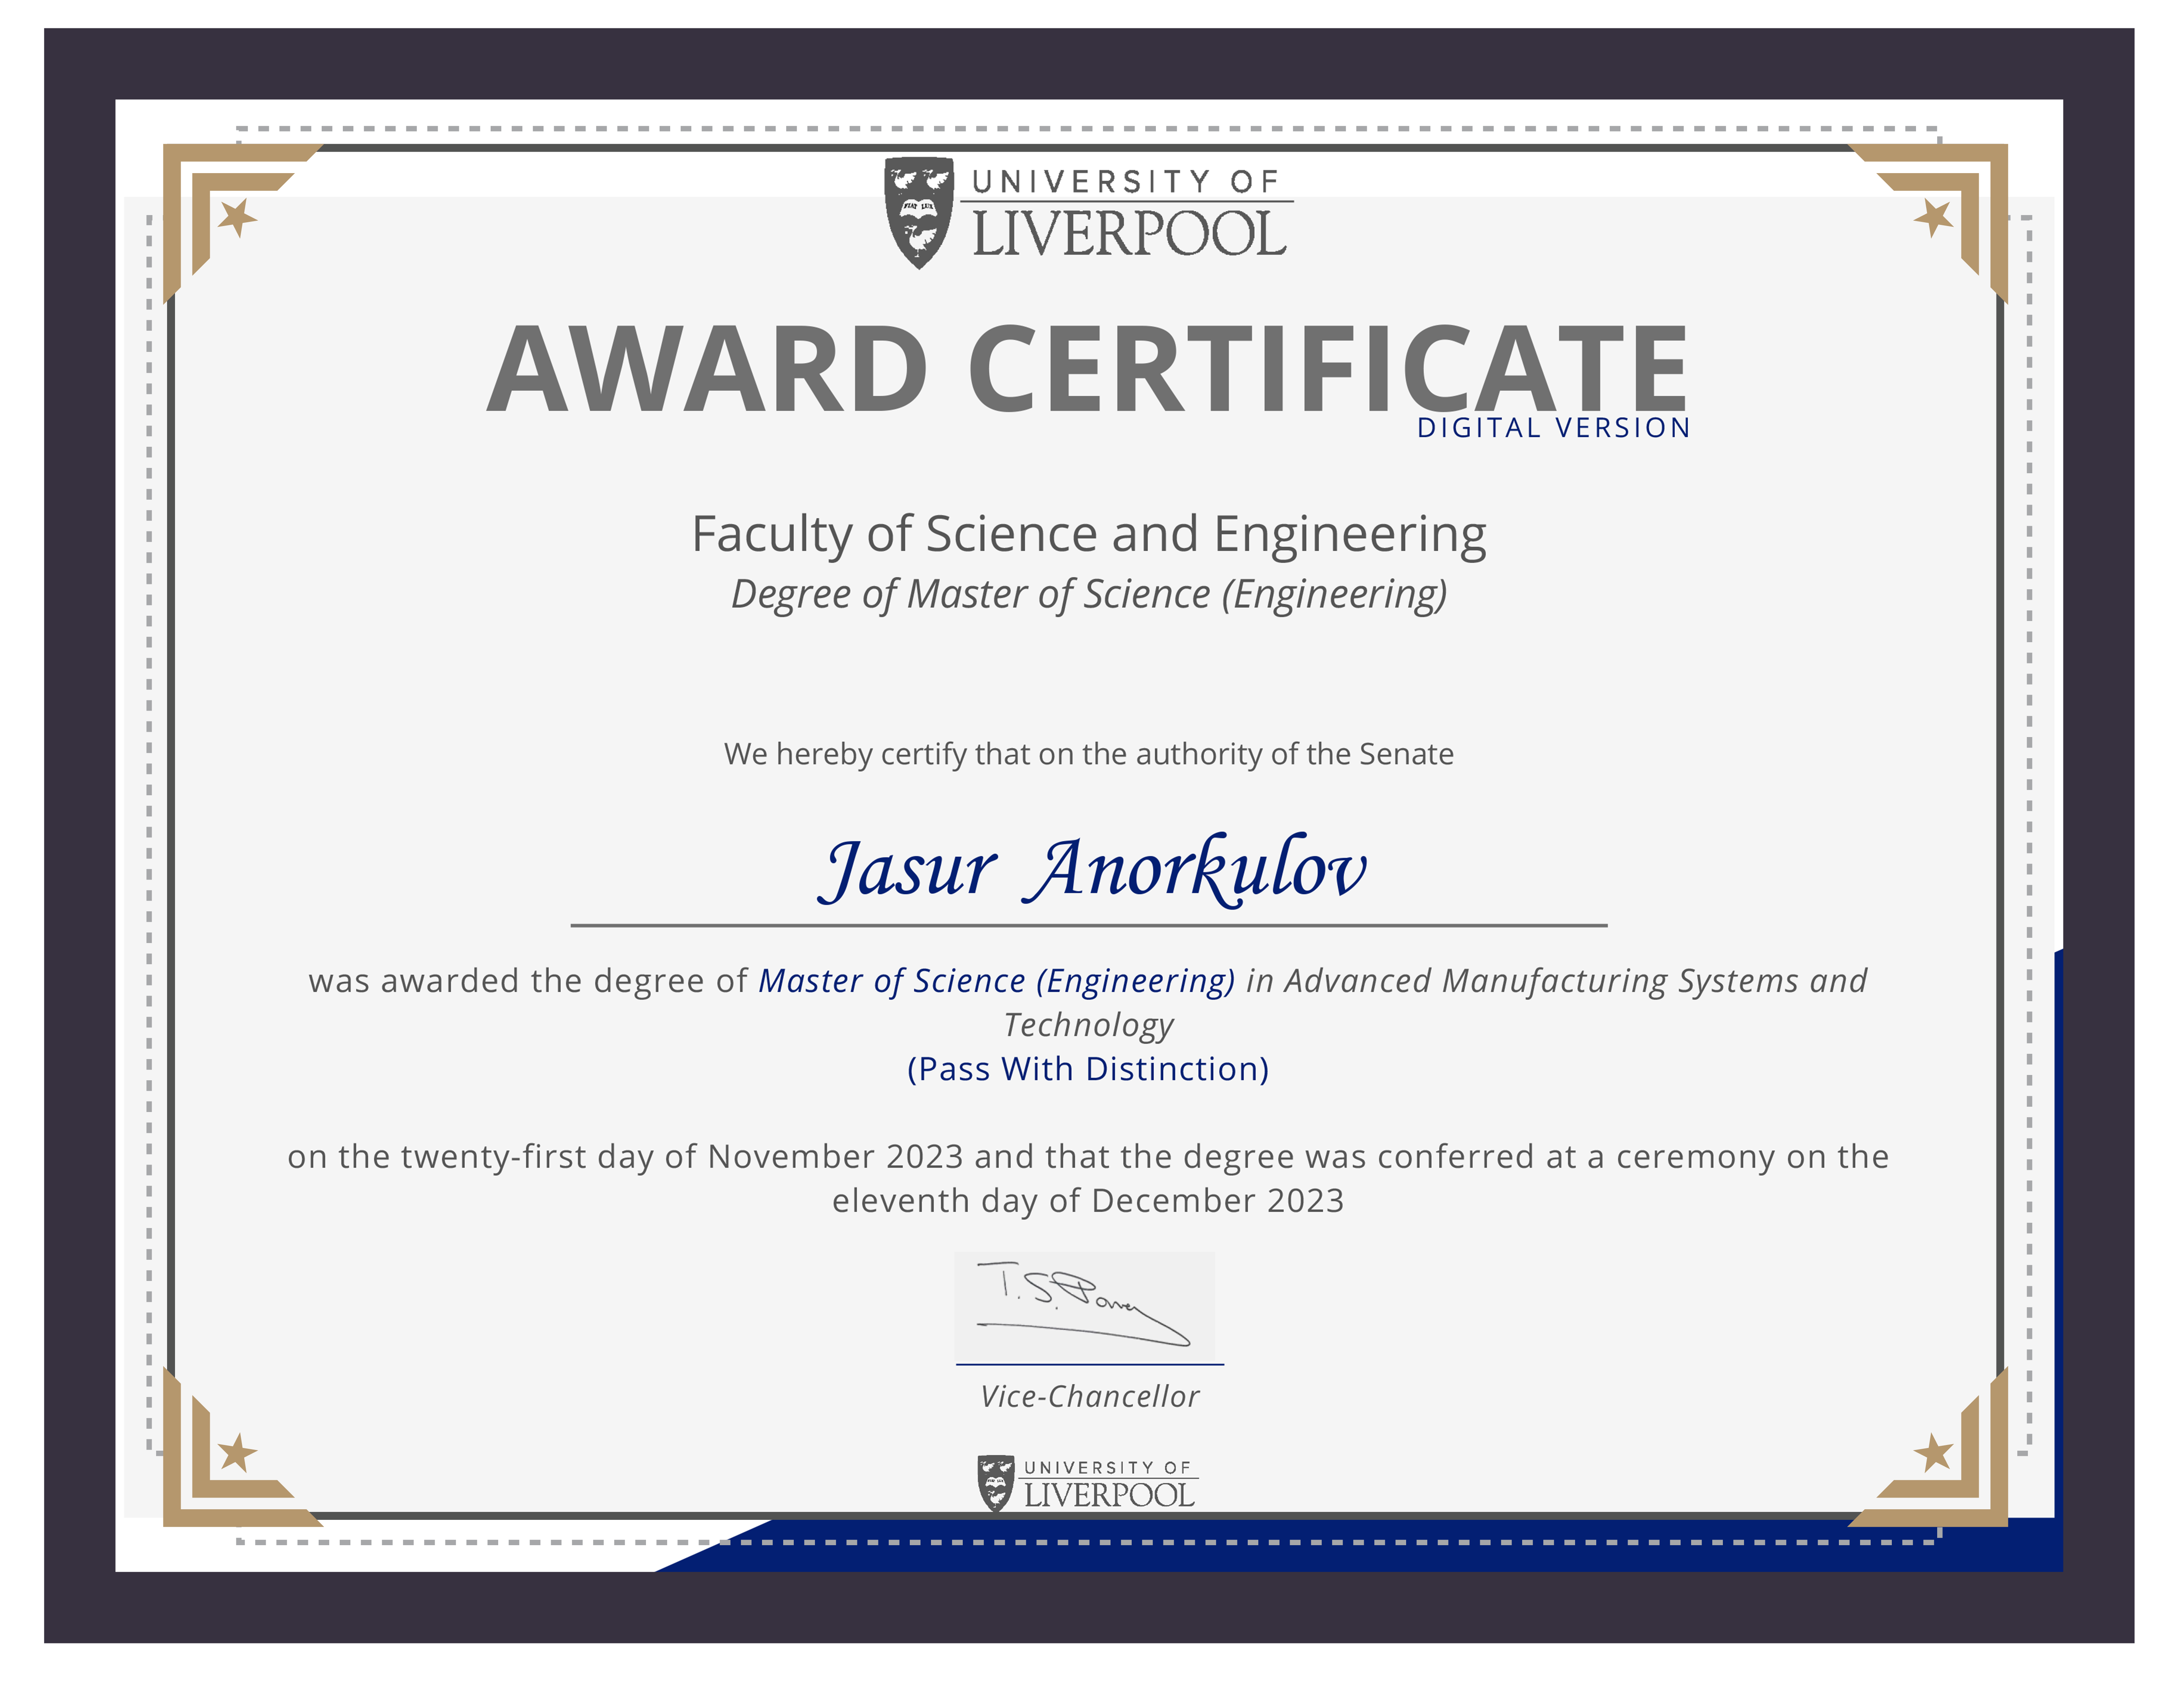 UNIVERSITY OF
LIVERPOOL
FIAT LUX
AWARD CERTIFICATE
DIGITAL VERSION
Faculty of Science and Engineering
Degree of Master of Science (Engineering)
We hereby certify that on the authority of the Senate
Jasur Anorkulov
was awarded the degree of Master of Science (Engineering) in Advanced Manufacturing Systems and
Technology
(Pass With Distinction)
on the twenty-first day of November 2023 and that the degree was conferred at a ceremony on the
eleventh day of December 2023
T.S.
Vice-Chancellor
UNIVERSITY OF
LIVERPOOL